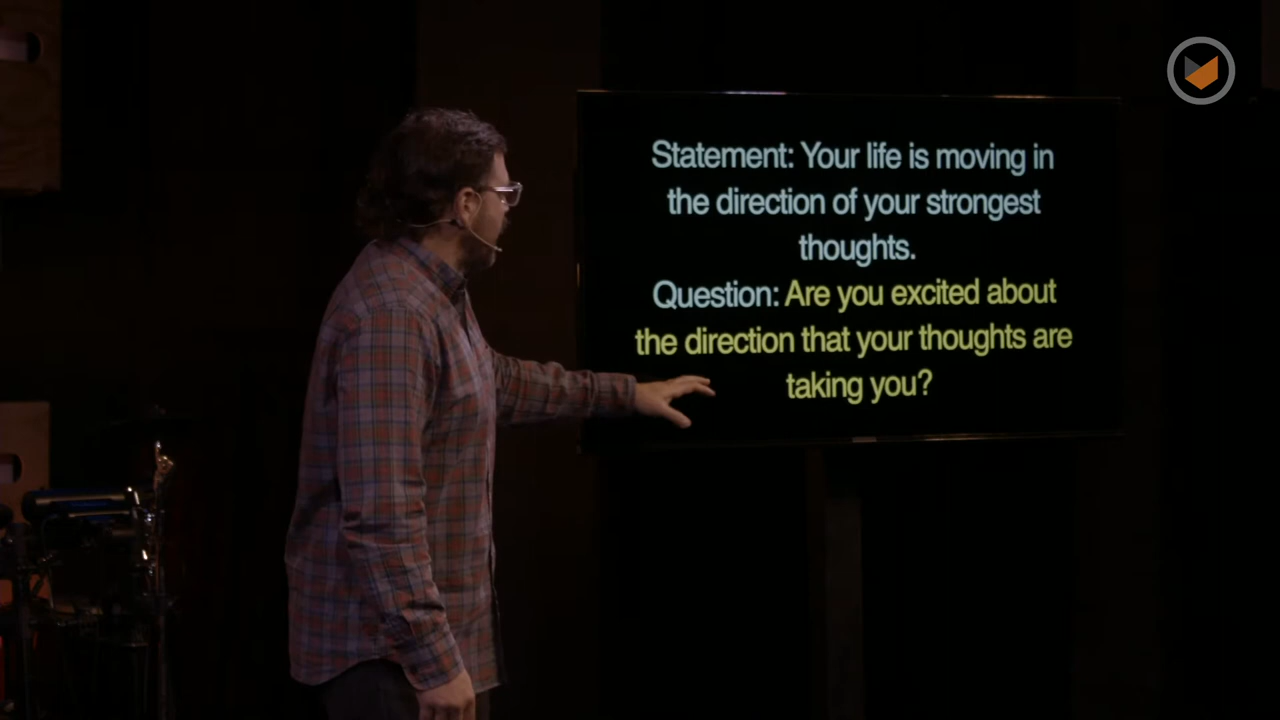 Statement: Your life is moving in
the direction of your strongest
thoughts.
Question: Are you excited about
the direction that your thoughts are
taking you?